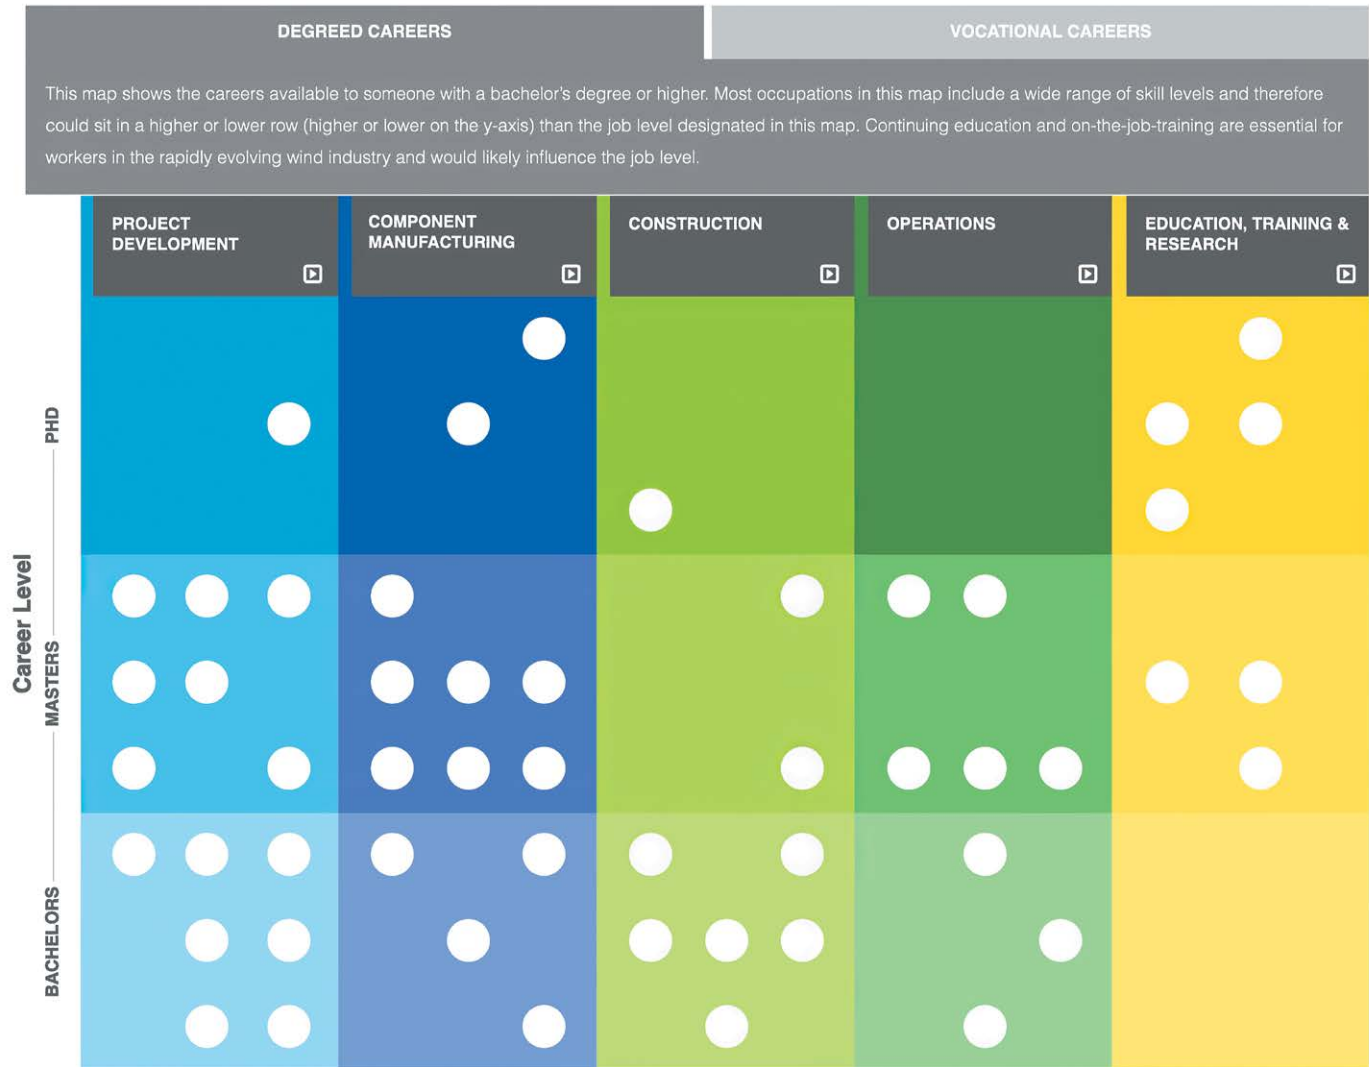 DEGREED CAREERS
VOCATIONAL CAREERS
This map shows the careers available to someone with a bachelor's degree or higher. Most occupations in this map include a wide range of skill levels and therefore
could sit in a higher or lower row (higher or lower on the y-axis) than the job level designated in this map. Continuing education and on-the-job-training are essential for
workers in the rapidly evolving wind industry and would likely influence the job level.
PROJECT
DEVELOPMENT
COMPONENT
MANUFACTURING
CONSTRUCTION
OPERATIONS
EDUCATION, TRAINING &
RESEARCH
Career Level
PHD
MASTERS
BACHELORS